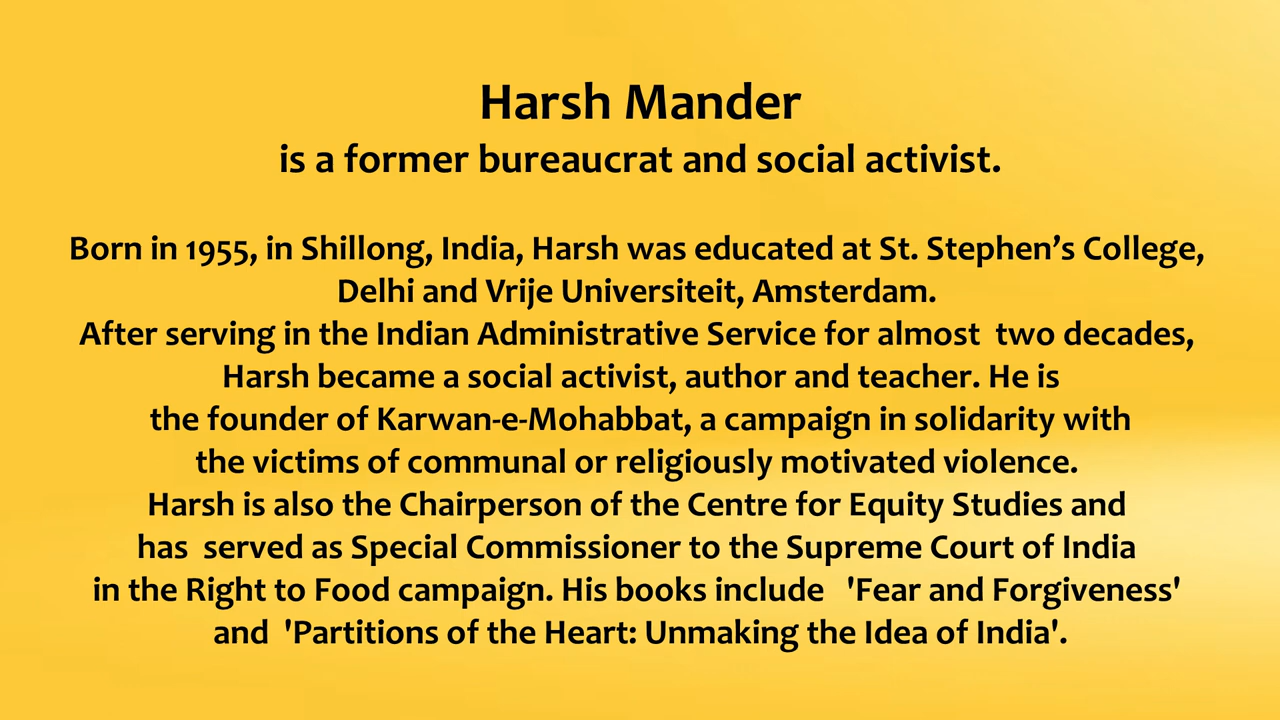 Harsh Mander
is a former bureaucrat and social activist.
Born in 1955, in Shillong, India, Harsh was educated at St. Stephen’s College,
Delhi and Vrije Universiteit, Amsterdam.
After serving in the Indian Administrative Service for almost  two decades,
Harsh became a social activist, author and teacher. He is
the founder of Karwan-e-Mohabbat, a campaign in solidarity with
the victims of communal or religiously motivated violence.
Harsh is also the Chairperson of the Centre for Equity Studies and
has  served as Special Commissioner to the Supreme Court of India
in the Right to Food campaign. His books include   'Fear and Forgiveness'
and  'Partitions of the Heart: Unmaking the Idea of India'.